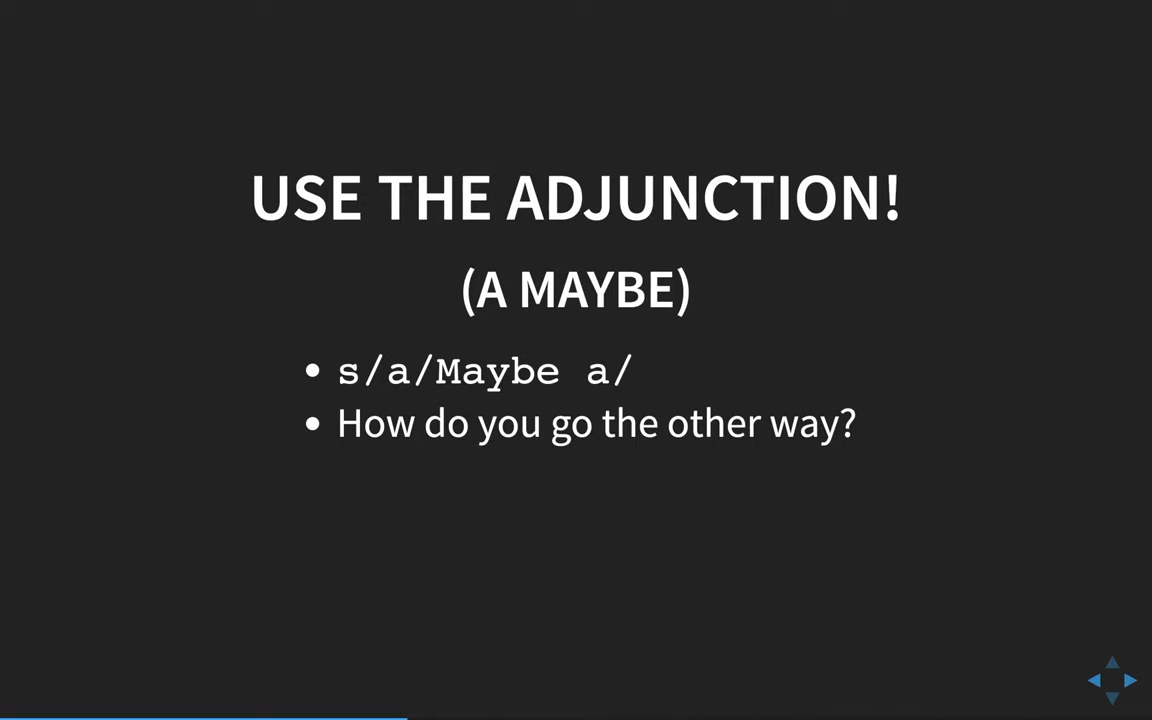 USE THE ADJUNCTION!
(A MAYBE)
• s/a/Maybe a/
• How do you go the other way?